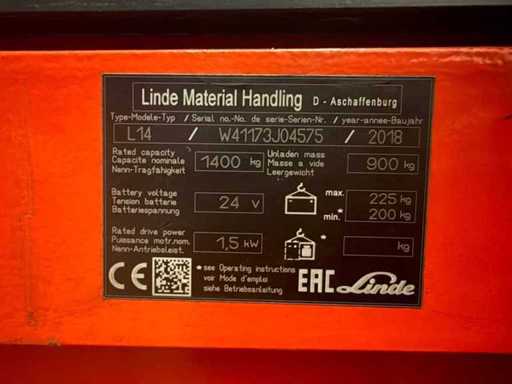 Linde Material Handling D - Aschaffenburg
Type-Modele-Typ / Serial no.-No. de serie-Serien-Nr. / year-annee-Baujahr
L14 / W41173J04575 / 2018
Rated capacity
Capacite nominale
Nenn-Tragfähigkeit
1400 kg
Unladen mass
Masse a vide
Leergewicht
900 kg
Battery voltage
Tension batterie
Batteriespannung
24 V
max. 225 kg
min.* 200 kg
Rated drive power
Puissance motr.nom.
Nenn-Antriebsleist.
1,5 kW
* kg
CE
* see Operating instructions
voir Mode d'emploi
siehe Betriebsanleitung
EAC Linde